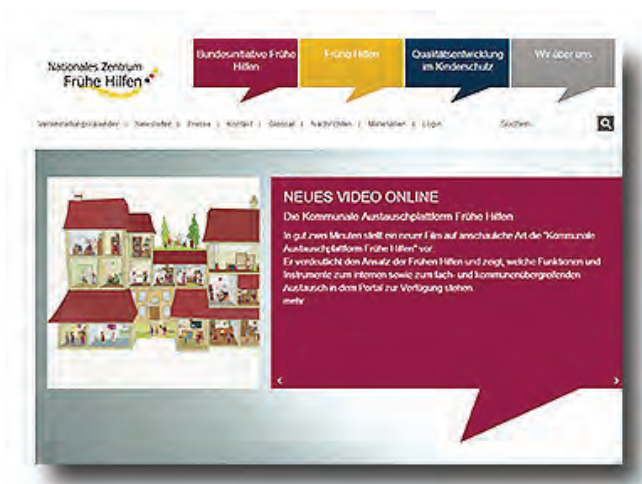 Nationales Zentrum
Frühe Hilfen
Bundesinitiative Frühe
Hilfen
Frühe Hilfen
Qualitätsentwicklung
im Kinderschutz
Wir über uns
Veranstaltungskalender | Newsletter | Presse | Kontakt | Glossar | Nachrichten | Materialien | Login
Suchen
NEUES VIDEO ONLINE
Die Kommunale Austauschplattform Frühe Hilfen
In gut zwei Minuten stellt ein neuer Film auf anschauliche Art die "Kommunale
Austauschplattform Frühe Hilfen" vor.
Er verdeutlicht den Ansatz der Frühen Hilfen und zeigt, welche Funktionen und
Instrumente zum internen sowie zum fach- und kommunenübergreifenden
Austausch in dem Portal zur Verfügung stehen.
mehr